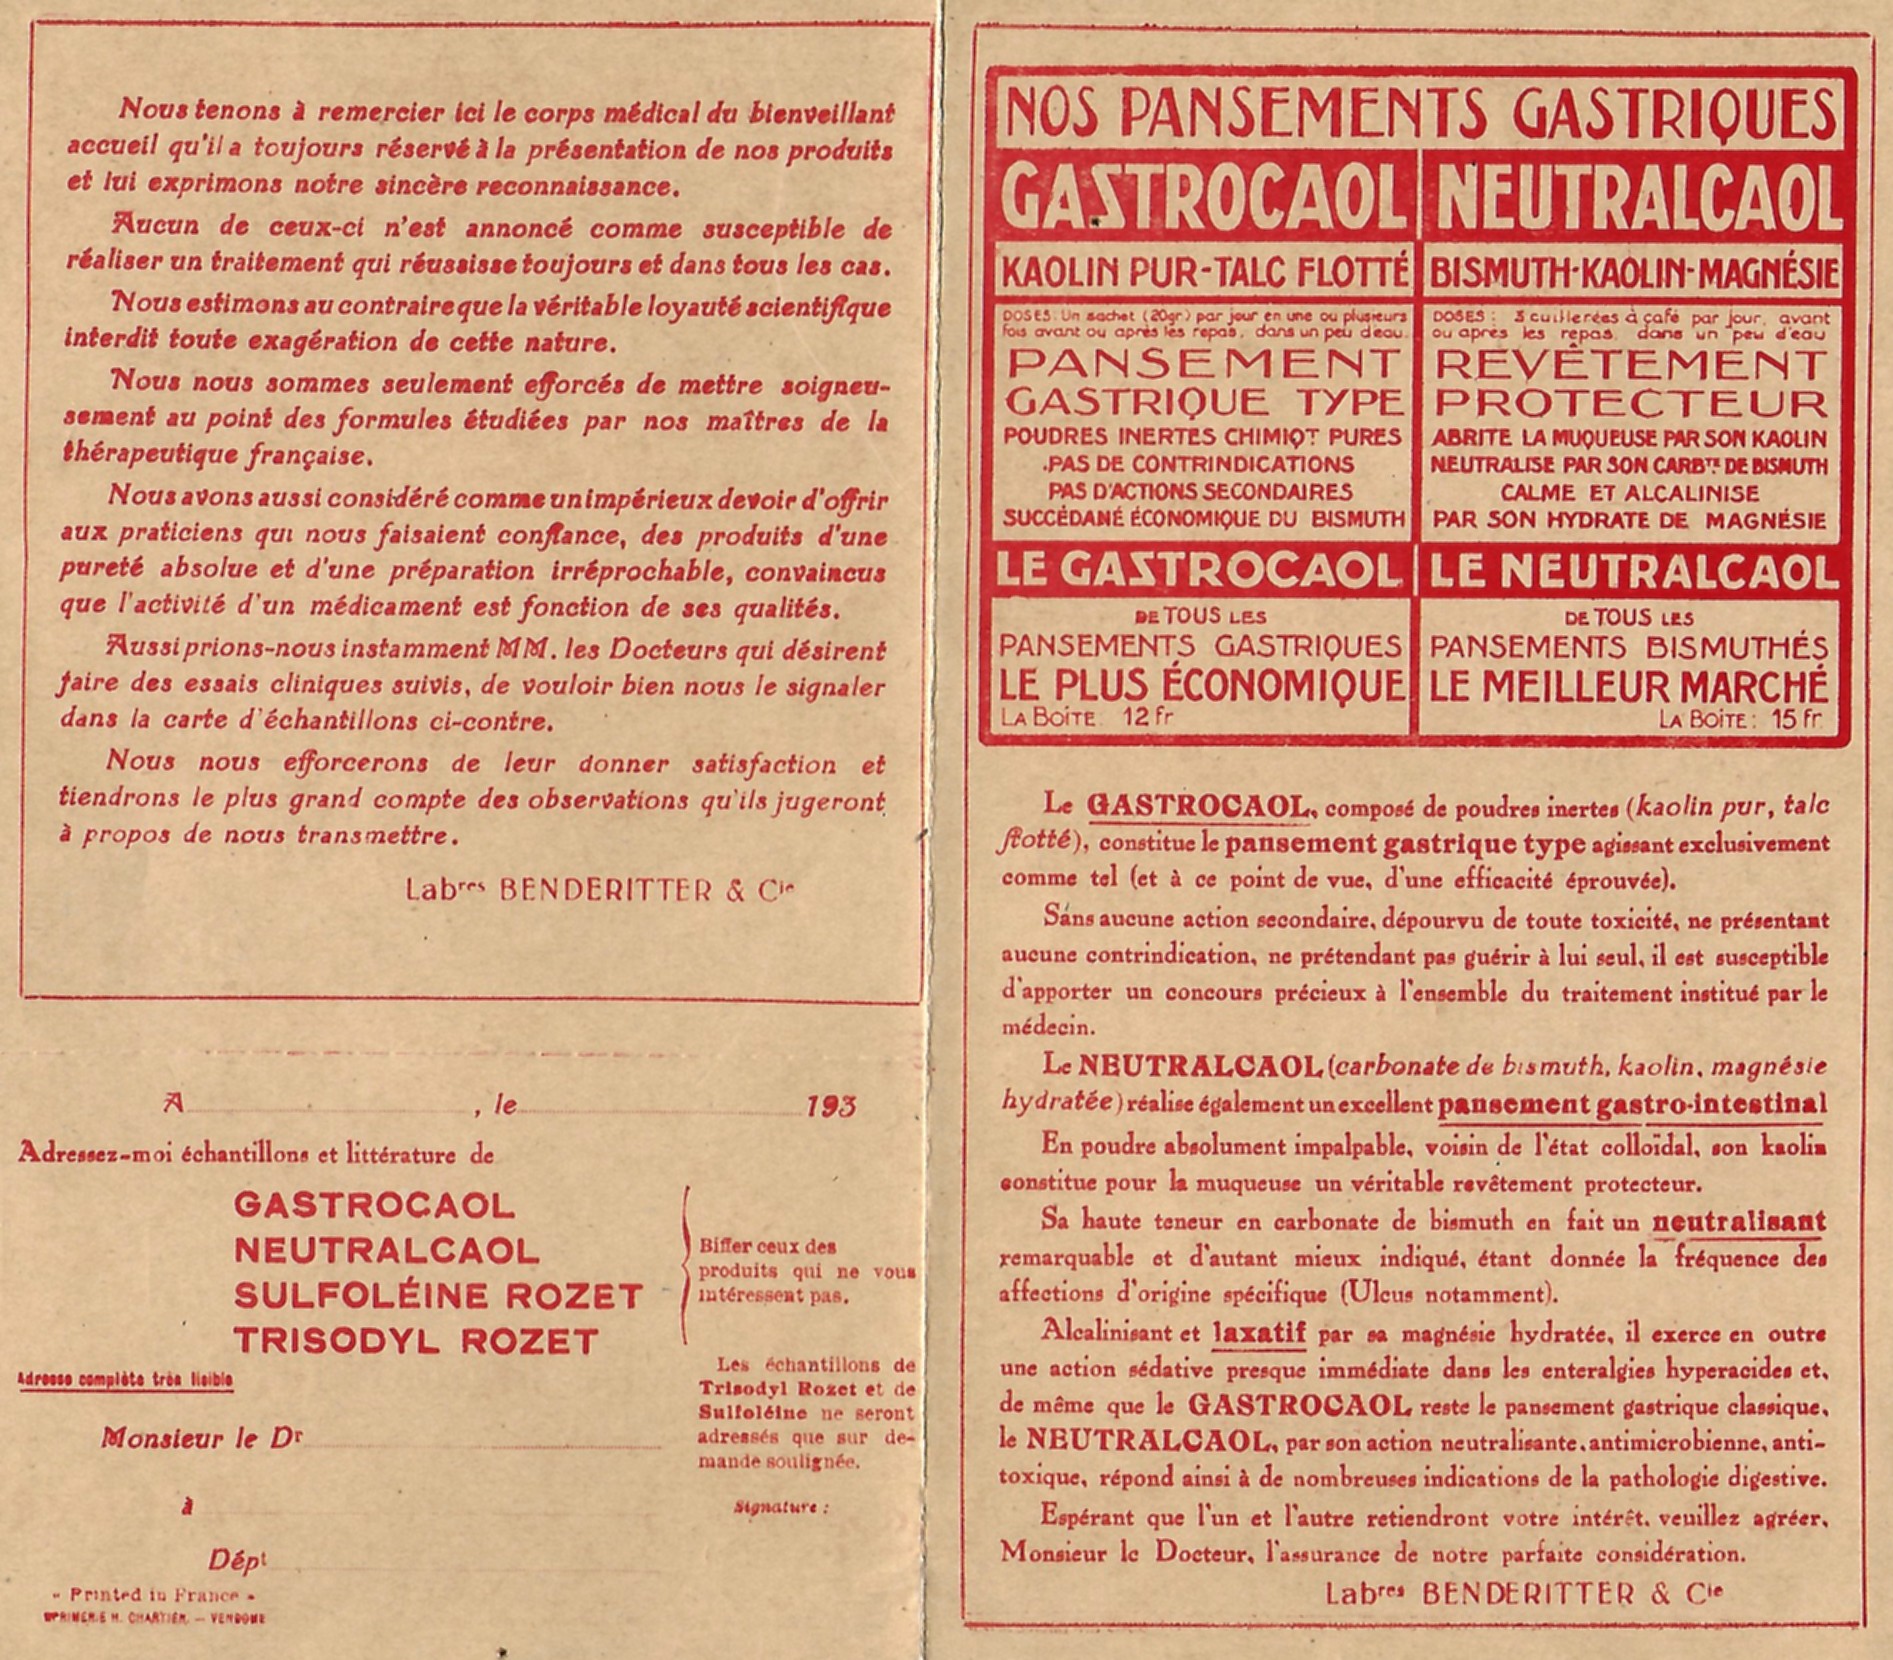 Nous tenons à remercier ici le corps médical du bienveillant
accueil qu'il a toujours réservé à la présentation de nos produits
et lui exprimons notre sincère reconnaissance.
Aucun de ceux-ci n'est annoncé comme susceptible de
réaliser un traitement qui réussisse toujours et dans tous les cas.
Nous estimons au contraire que la véritable loyauté scientifique
interdit toute exagération de cette nature.
Nous nous sommes seulement efforcés de mettre soigneu-
sement au point des formules étudiées par nos maîtres de la
thérapeutique française.
Nous avons aussi considéré comme un impérieux devoir d'offrir
aux praticiens qui nous faisaient confiance, des produits d'une
pureté absolue et d'une préparation irréprochable, convaincus
que l'activité d'un médicament est fonction de ses qualités.
Aussi prions-nous instamment MM. les Docteurs qui désirent
faire des essais cliniques suivis, de vouloir bien nous le signaler
dans la carte d'échantillons ci-contre.
Nous nous efforcerons de leur donner satisfaction et
tiendrons le plus grand compte des observations qu'ils jugeront
à propos de nous transmettre.
Labres BENDERITTER & Cie
A , le 193
Adressez-moi échantillons et littérature de
GASTROCAOL
NEUTRALCAOL
SULFOLÉINE ROZET
TRISODYL ROZET
Biffer ceux des
produits qui ne vous
intéressent pas.
Les échantillons de
Trisodyl Rozet et de
Sulfoléine ne seront
adressés que sur de-
mande soulignée.
Adresse complète très lisible
Monsieur le Dr
à
Signature :
Dépt
« Printed in France »
IMPRIMERIE H. CHARTIER. — VENDOME
NOS PANSEMENTS GASTRIQUES
GASTROCAOL
KAOLIN PUR-TALC FLOTTÉ
DOSES: Un sachet (20gr.) par jour en une ou plusieurs
fois avant ou après les repas, dans un peu d'eau.
PANSEMENT
GASTRIQUE TYPE
POUDRES INERTES CHIMIQT PURES
PAS DE CONTRINDICATIONS
PAS D'ACTIONS SECONDAIRES
SUCCÉDANÉ ÉCONOMIQUE DU BISMUTH
LE GASTROCAOL
DE TOUS LES
PANSEMENTS GASTRIQUES
LE PLUS ÉCONOMIQUE
LA BOÎTE: 12 fr
NEUTRALCAOL
BISMUTH-KAOLIN-MAGNÉSIE
DOSES: 3 cuillerées à café par jour, avant
ou après les repas, dans un peu d'eau
REVÊTEMENT
PROTECTEUR
ABRITE LA MUQUEUSE PAR SON KAOLIN
NEUTRALISE PAR SON CARBTE DE BISMUTH
CALME ET ALCALINISE
PAR SON HYDRATE DE MAGNÉSIE
LE NEUTRALCAOL
DE TOUS LES
PANSEMENTS BISMUTHÉS
LE MEILLEUR MARCHÉ
LA BOÎTE: 15 fr.
Le GASTROCAOL, composé de poudres inertes (kaolin pur, talc
flotté), constitue le pansement gastrique type agissant exclusivement
comme tel (et à ce point de vue, d'une efficacité éprouvée).
Sans aucune action secondaire, dépourvu de toute toxicité, ne présentant
aucune contrindication, ne prétendant pas guérir à lui seul, il est susceptible
d'apporter un concours précieux à l'ensemble du traitement institué par le
médecin.
Le NEUTRALCAOL (carbonate de bismuth, kaolin, magnésie
hydratée) réalise également un excellent pansement gastro-intestinal
En poudre absolument impalpable, voisin de l'état colloïdal, son kaolin
constitue pour la muqueuse un véritable revêtement protecteur.
Sa haute teneur en carbonate de bismuth en fait un neutralisant
remarquable et d'autant mieux indiqué, étant donnée la fréquence des
affections d'origine spécifique (Ulcus notamment).
Alcalinisant et laxatif par sa magnésie hydratée, il exerce en outre
une action sédative presque immédiate dans les enteralgies hyperacides et,
de même que le GASTROCAOL reste le pansement gastrique classique,
le NEUTRALCAOL, par son action neutralisante, antimicrobienne, anti-
toxique, répond ainsi à de nombreuses indications de la pathologie digestive.
Espérant que l'un et l'autre retiendront votre intérêt, veuillez agréer,
Monsieur le Docteur, l'assurance de notre parfaite considération.
Labres BENDERITTER & Cie